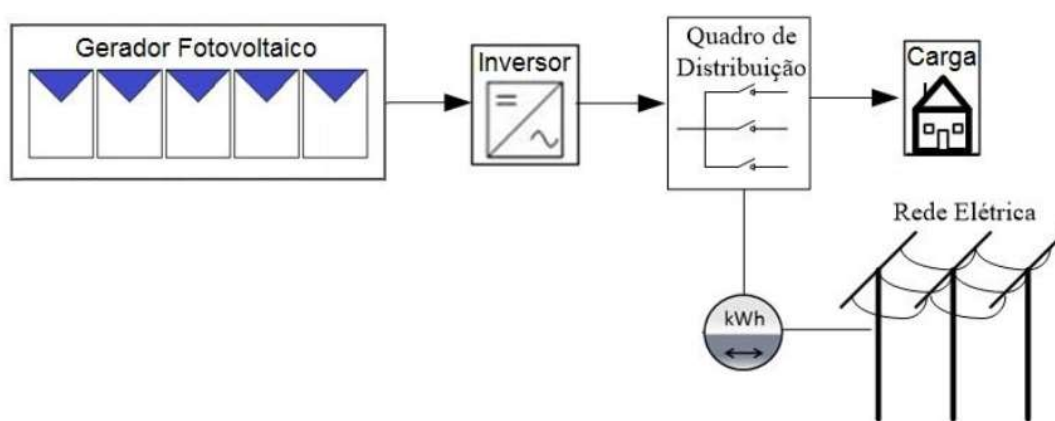 Gerador Fotovoltaico
Inversor
Quadro de
Distribuição
Carga
Rede Elétrica
kWh